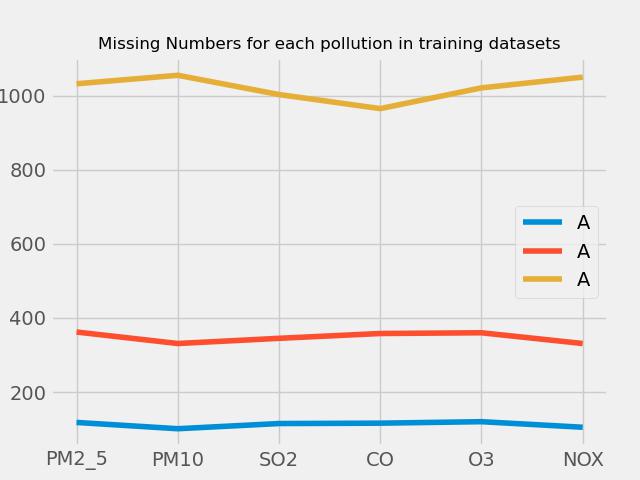 Missing Numbers for each pollution in training datasets
1000
800
600
400
200
A
A
A
PM2_5 PM10 SO2 CO O3 NOX